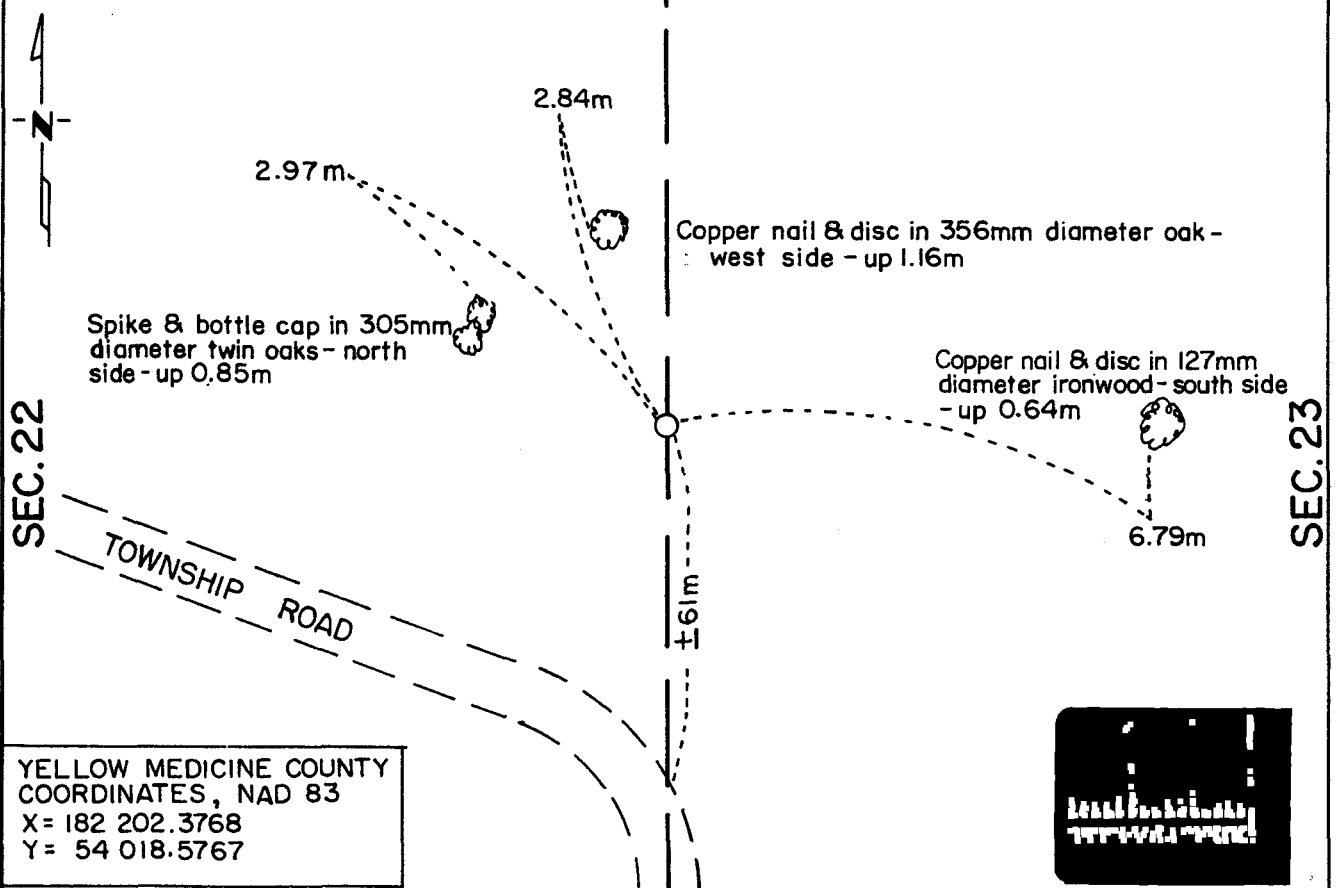 N
2.84m
2.97m
Copper nail & disc in 356mm diameter oak-
west side - up 1.16m
Spike & bottle cap in 305mm
diameter twin oaks - north
side - up 0.85m
Copper nail & disc in 127mm
diameter ironwood - south side
- up 0.64m
SEC. 22
SEC. 23
6.79m
±61m
TOWNSHIP ROAD
YELLOW MEDICINE COUNTY
COORDINATES, NAD 83
X = 182 202.3768
Y = 54 018.5767